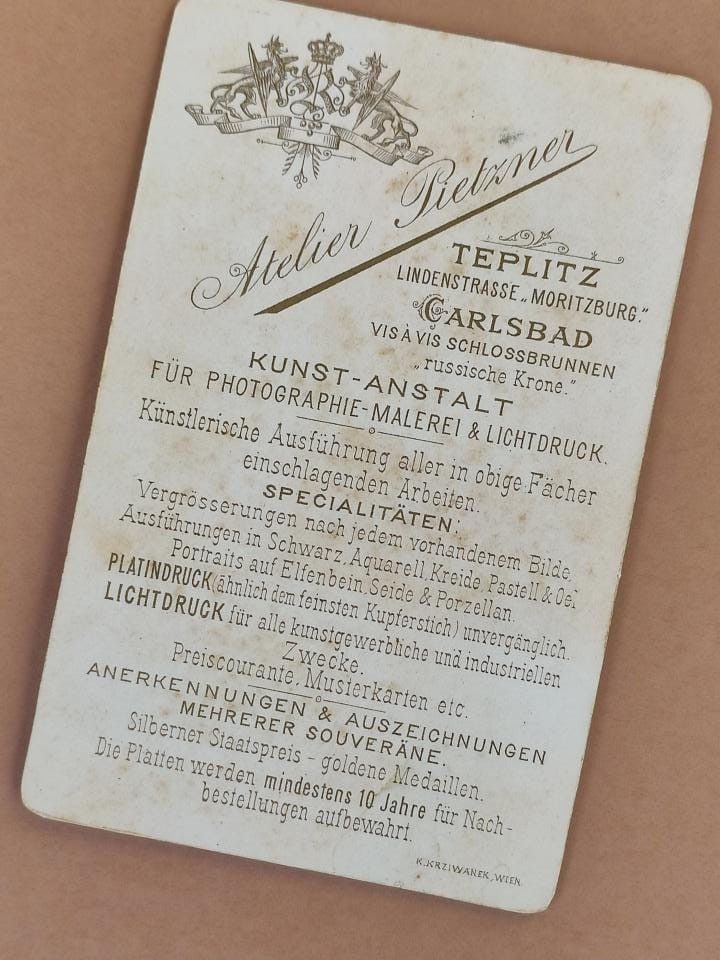 Atelier Pietzner
TEPLITZ
LINDENSTRASSE „MORITZBURG.“
CARLSBAD
VIS À VIS SCHLOSSBRUNNEN
„russische Krone.“
KUNST-ANSTALT
FÜR PHOTOGRAPHIE-MALEREI & LICHTDRUCK.
Künstlerische Ausführung aller in obige Fächer
einschlagenden Arbeiten.
SPECIALITÄTEN:
Vergrösserungen nach jedem vorhandenem Bilde,
Ausführungen in Schwarz, Aquarell, Kreide, Pastell & Oel
Portraits auf Elfenbein, Seide & Porzellan.
PLATINDRUCK (ähnlich dem feinsten Kupferstich) unvergänglich.
LICHTDRUCK für alle kunstgewerbliche und industriellen
Zwecke.
Preiscourante, Musterkarten etc.
ANERKENNUNGEN & AUSZEICHNUNGEN
MEHRERER SOUVERÄNE.
Silberner Staatspreis - goldene Medaillen.
Die Platten werden mindestens 10 Jahre für Nach-
bestellungen aufbewahrt.
K. KRZIWANEK, WIEN.